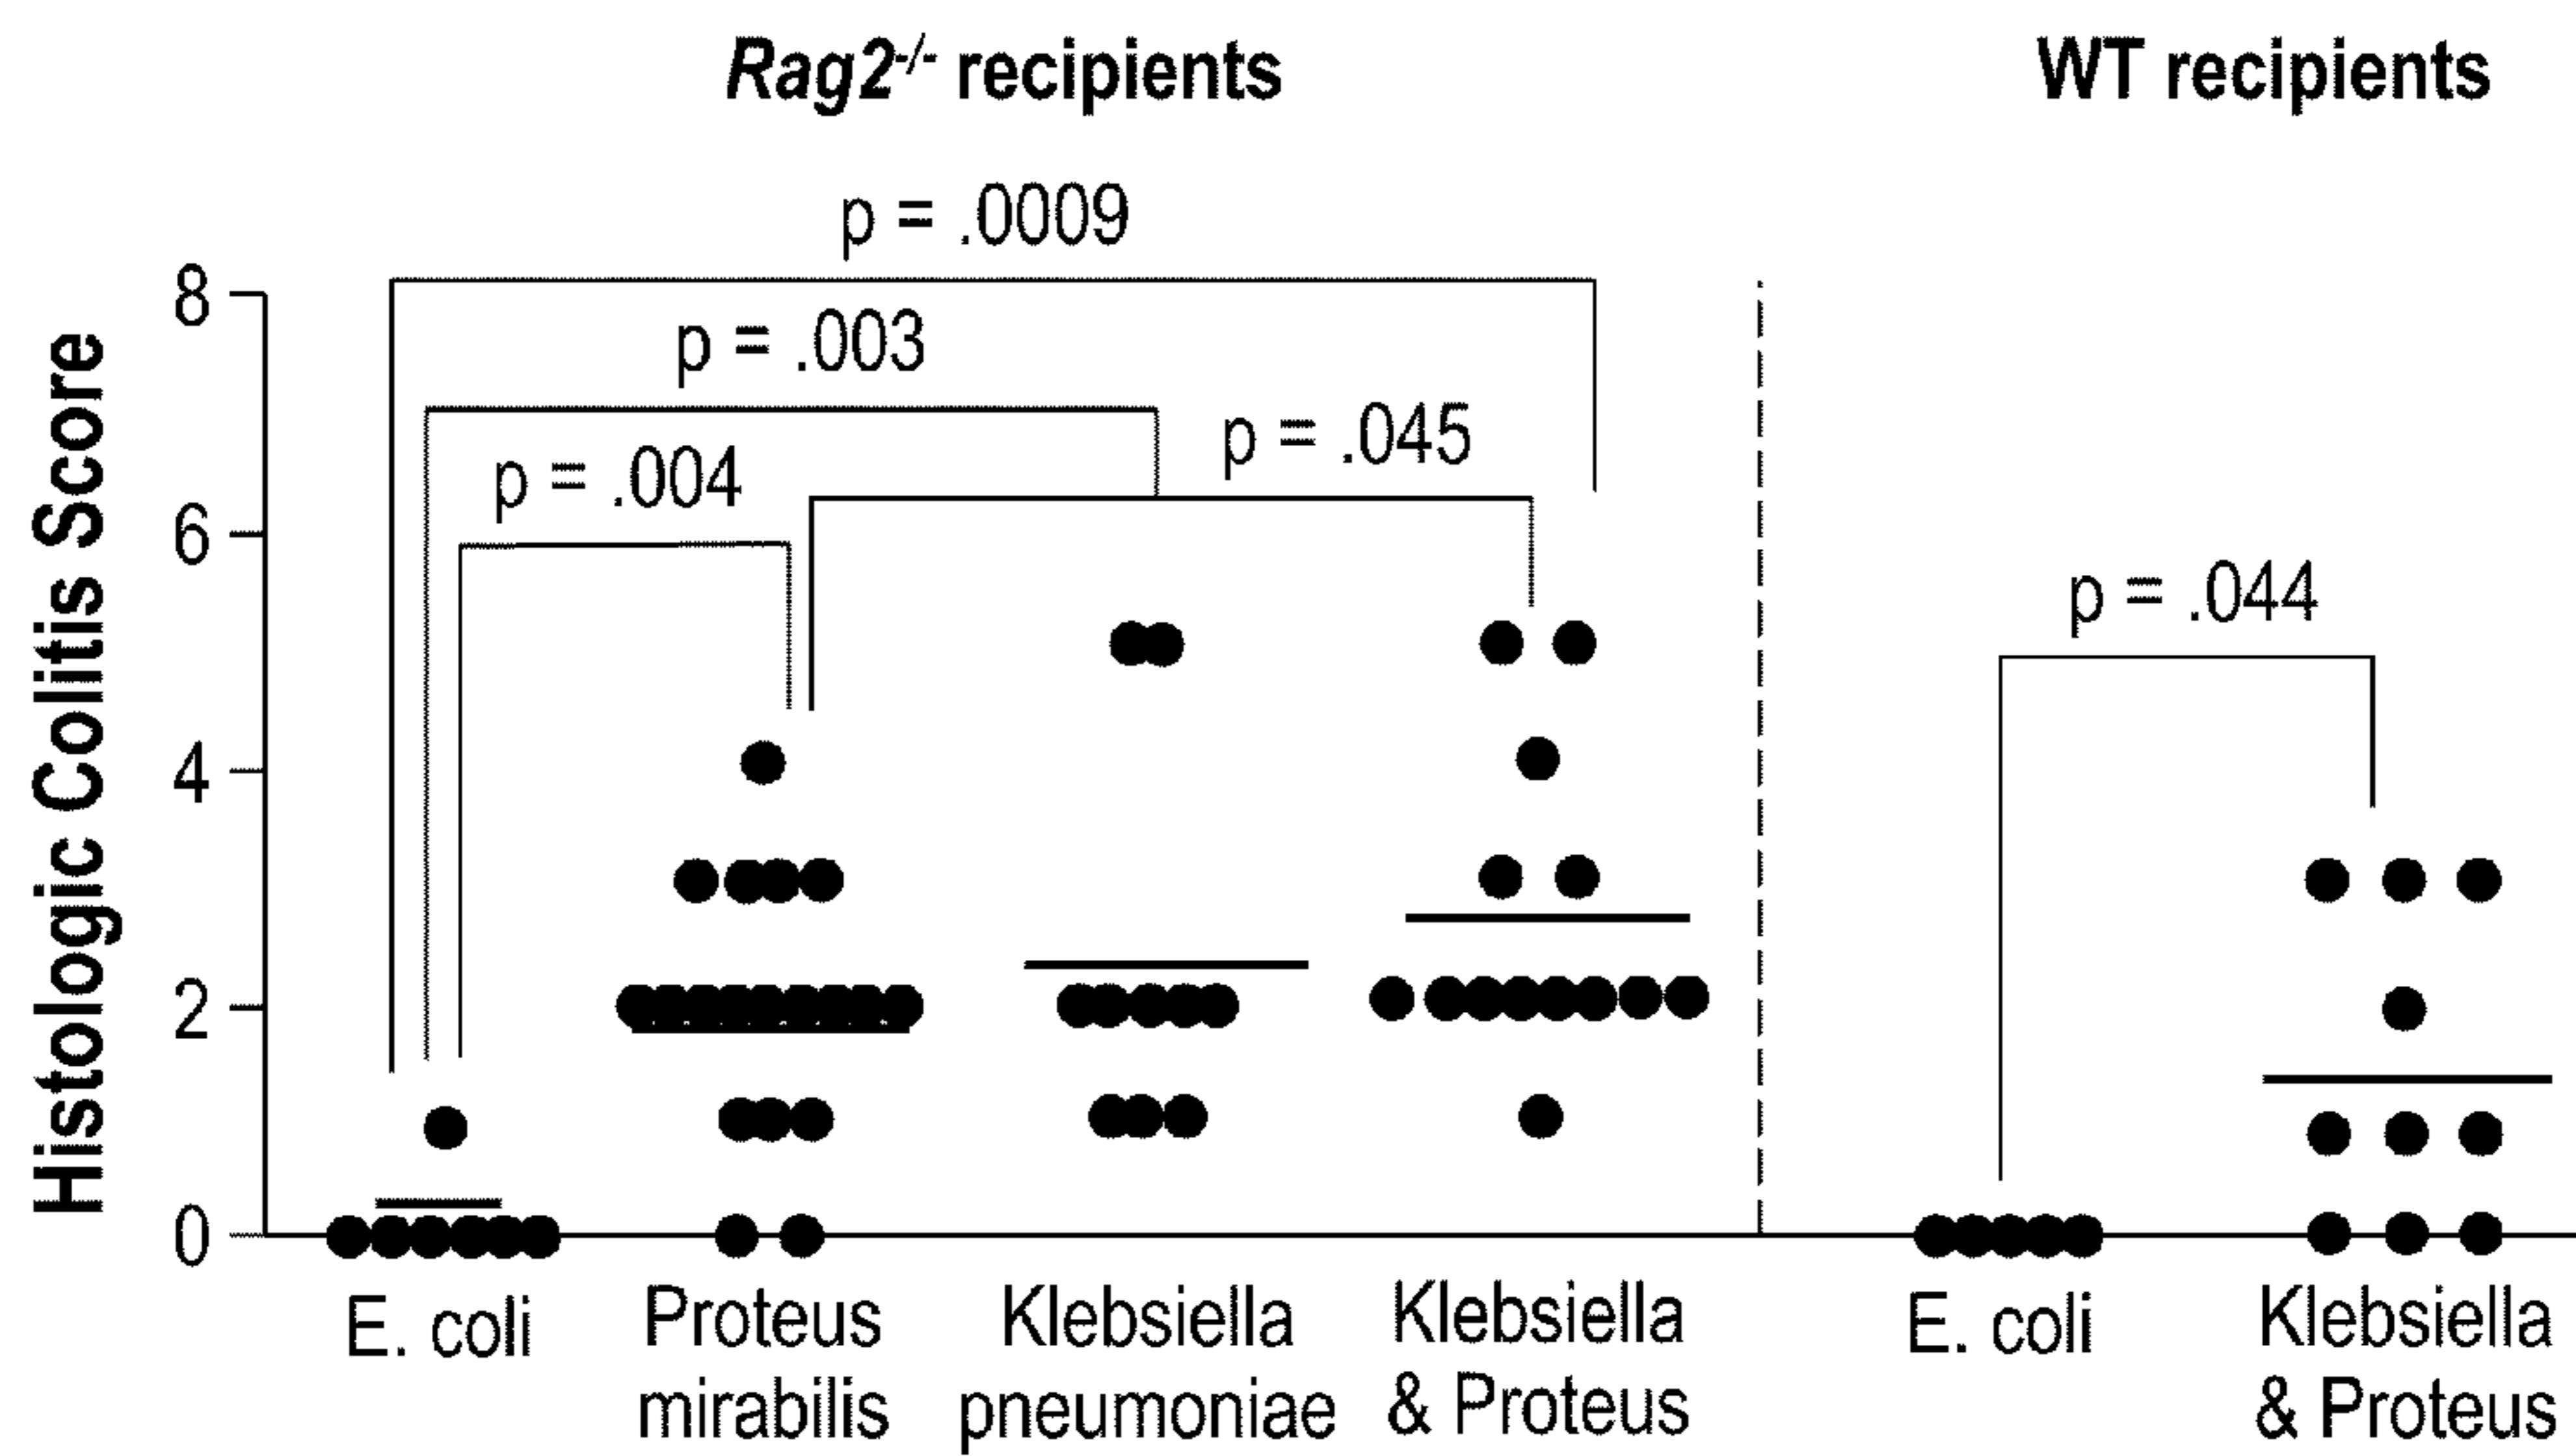 Rag2-/- recipients
WT recipients
p = .0009
p = .003
p = .045
p = .004
p = .044
Histologic Colitis Score
8
6
4
2
0
E. coli
Proteus
mirabilis
Klebsiella
pneumoniae
Klebsiella
& Proteus
E. coli
Klebsiella
& Proteus